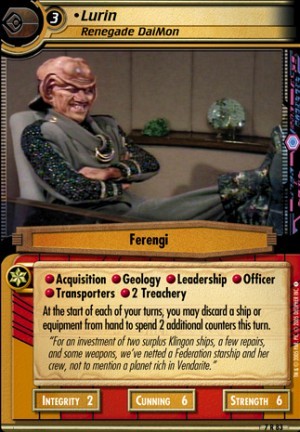 3
•Lurin
Renegade DaiMon
Ferengi
Acquisition Geology Leadership Officer
Transporters 2 Treachery
At the start of each of your turns, you may discard a ship or
equipment from hand to spend 2 additional counters this turn.
"For an investment of two surplus Klingon ships, a few repairs,
and some weapons, we've netted a Federation starship and her
crew, not to mention a planet rich in Vendarite."
INTEGRITY 2 CUNNING 6 STRENGTH 6
7 R 45